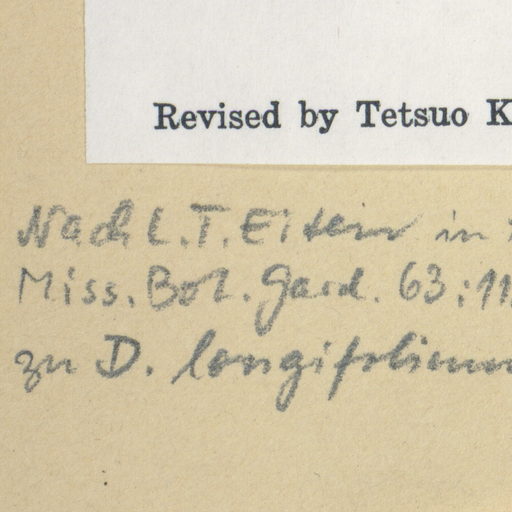 Revised by Tetsuo K
Nach L.T. Eiten in
Miss. Bot. Gard. 63:11
zu D. longifolium